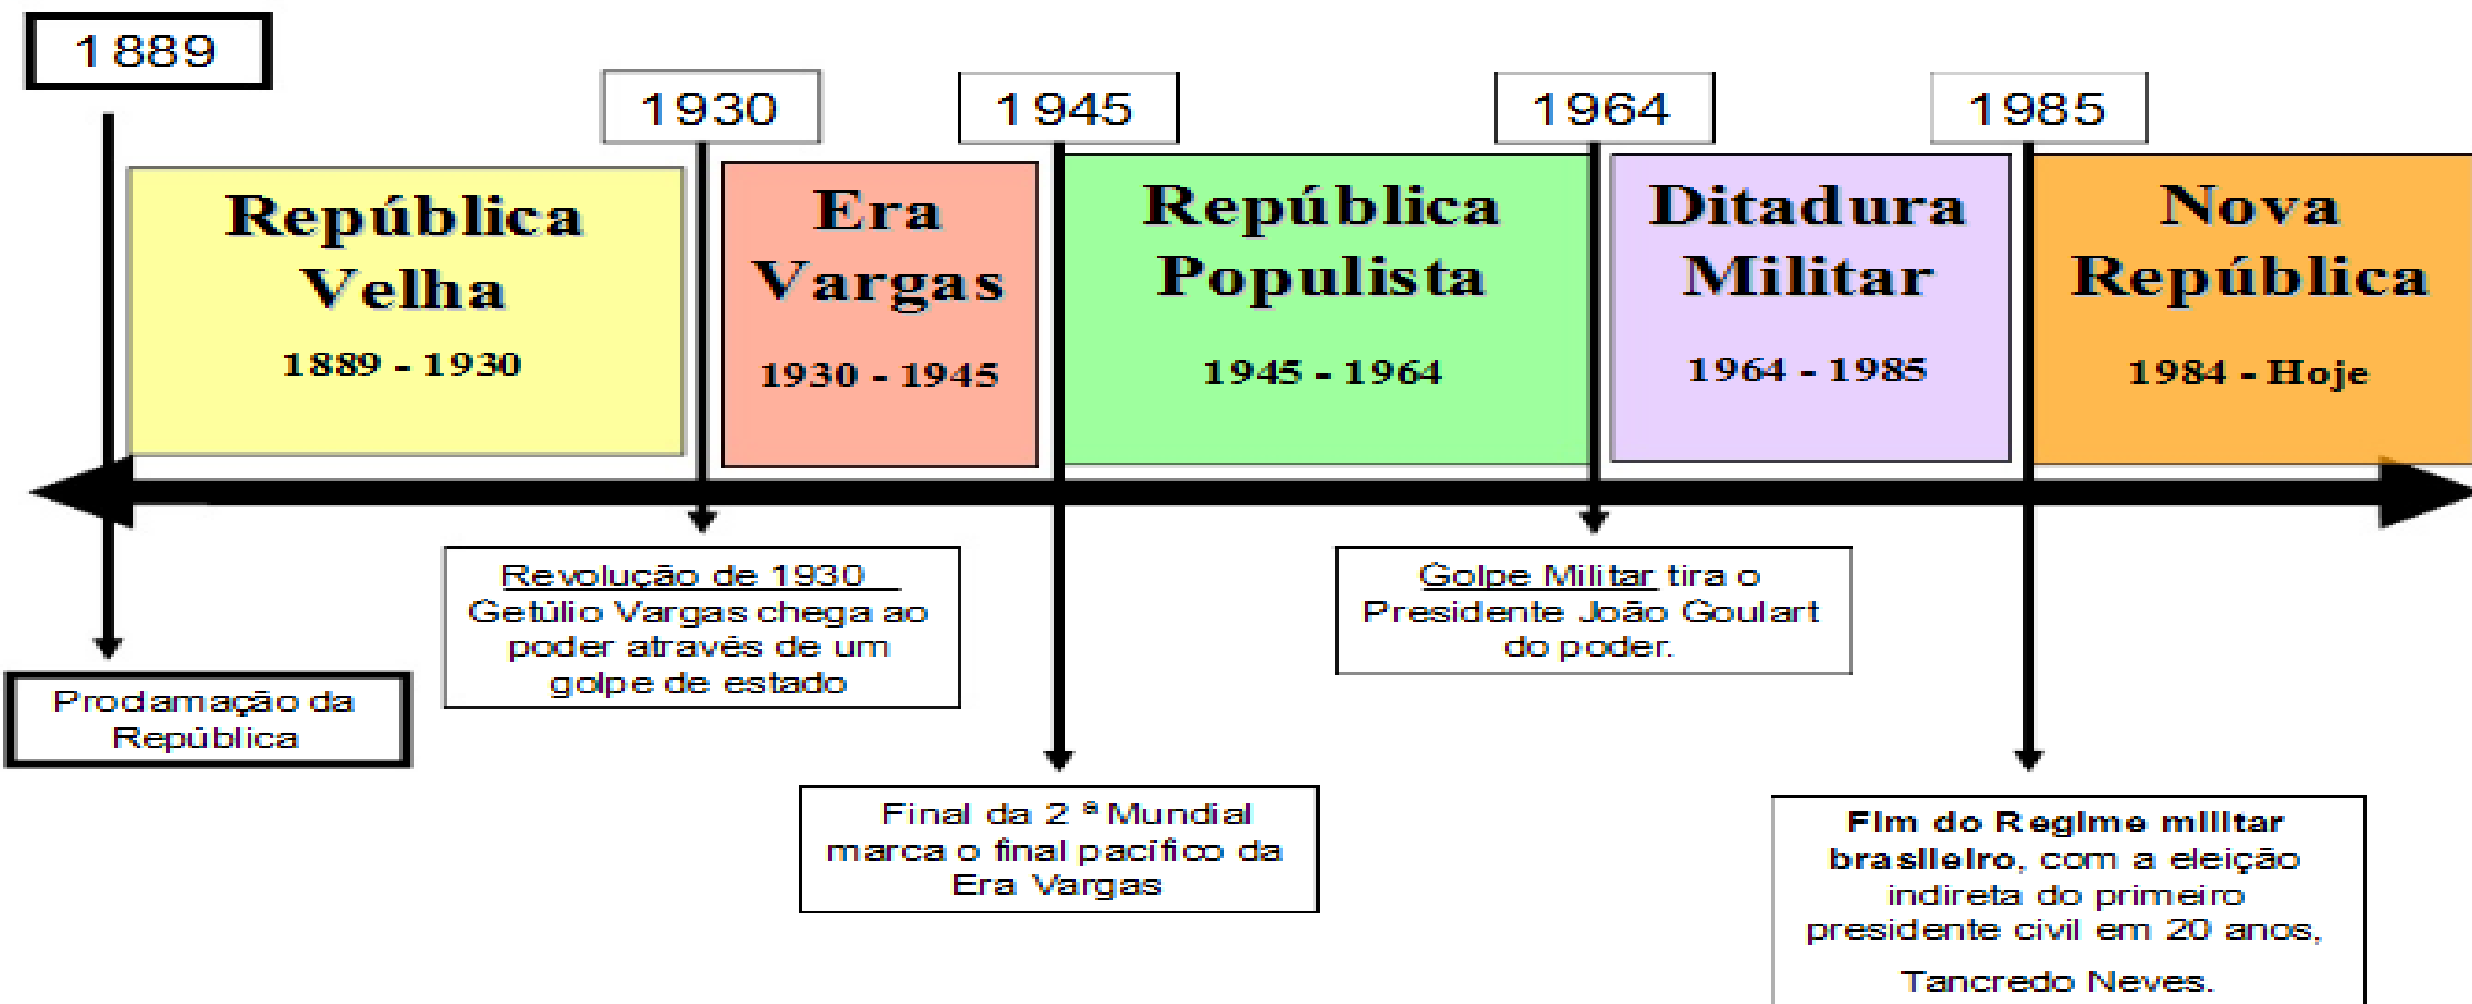 1889
1930
1945
1964
1985
República
Velha
1889 - 1930
Era
Vargas
1930 - 1945
República
Populista
1945 - 1964
Ditadura
Militar
1964 - 1985
Nova
República
1984 - Hoje
Revolução de 1930
Getúlio Vargas chega ao
poder através de um
golpe de estado
Golpe Militar tira o
Presidente João Goulart
do poder.
Proclamação da
República
Final da 2 ª Mundial
marca o final pacífico da
Era Vargas
Fim do Regime militar
brasileiro, com a eleição
indireta do primeiro
presidente civil em 20 anos,
Tancredo Neves.